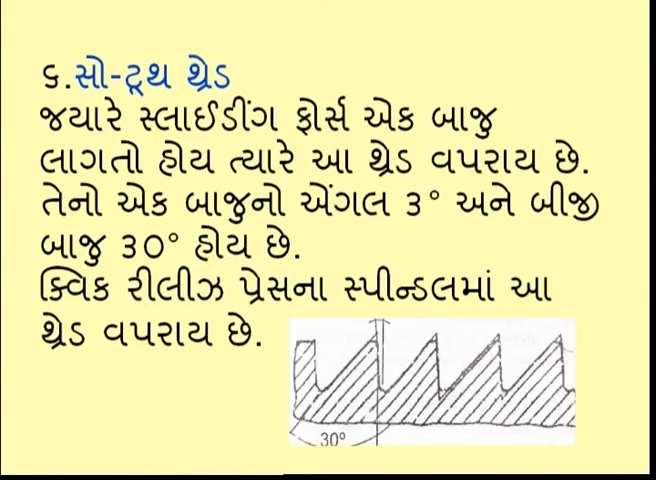 ૬.સો-ટૂથ થ્રેડ
જયારે સ્લાઈડીંગ ફોર્સ એક બાજુ
લાગતો હોય ત્યારે આ થ્રેડ વપરાય છે.
તેનો એક બાજુનો એંગલ ૩° અને બીજી
બાજુ ૩૦° હોય છે.
ક્વિક રીલીઝ પ્રેસના સ્પીન્ડલમાં આ
થ્રેડ વપરાય છે.
30°